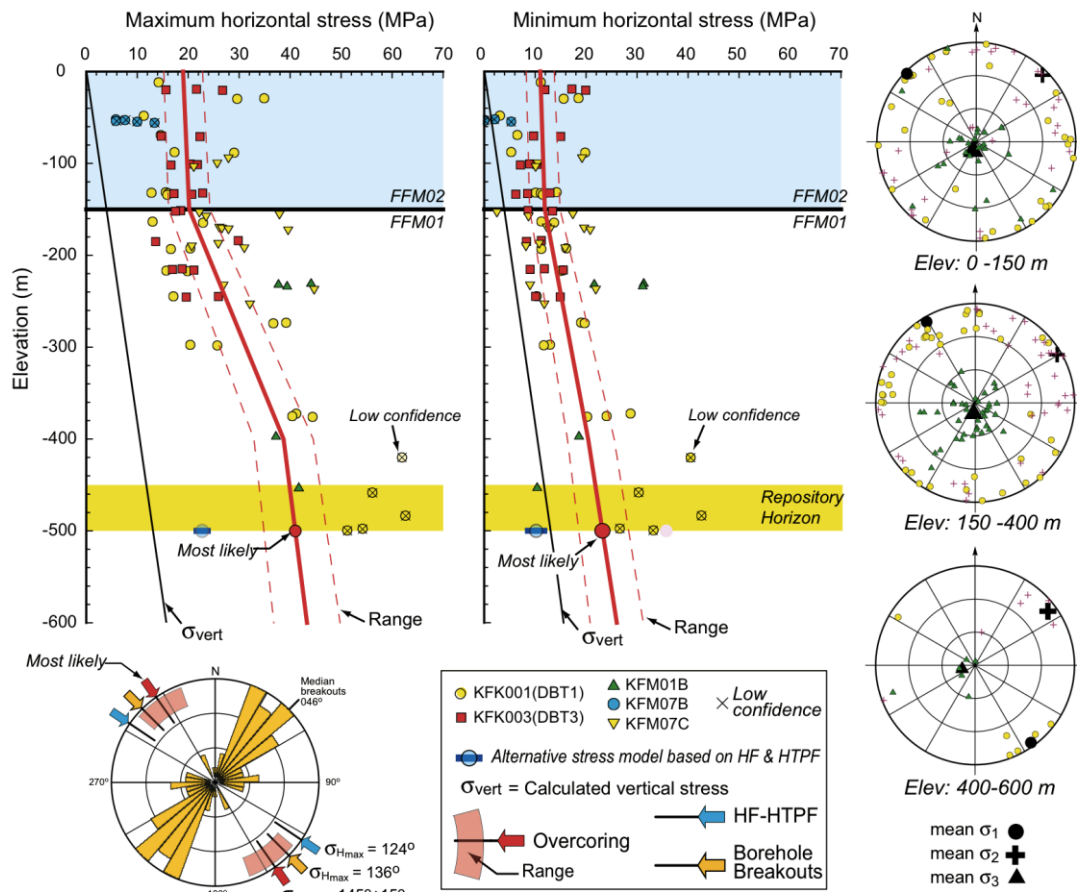 Maximum horizontal stress (MPa)
0 10 20 30 40 50 60 70
Minimum horizontal stress (MPa)
0 10 20 30 40 50 60 70
Elevation (m)
0
-100
-200
-300
-400
-500
-600
FFM02
FFM01
Low confidence
Most likely
σvert
Range
FFM02
FFM01
Low confidence
Repository
Horizon
Most likely
σvert
Range
N
Elev: 0 -150 m
Elev: 150 -400 m
Elev: 400-600 m
mean σ1
mean σ2
mean σ3
Most likely
N
Median
breakouts
046º
270º
90º
σHmax = 124º
σHmax = 136º
KFK001(DBT1)
KFK003(DBT3)
KFM01B
KFM07B
KFM07C
Low
confidence
Alternative stress model based on HF & HTPF
σvert = Calculated vertical stress
Overcoring
Range
HF-HTPF
Borehole
Breakouts